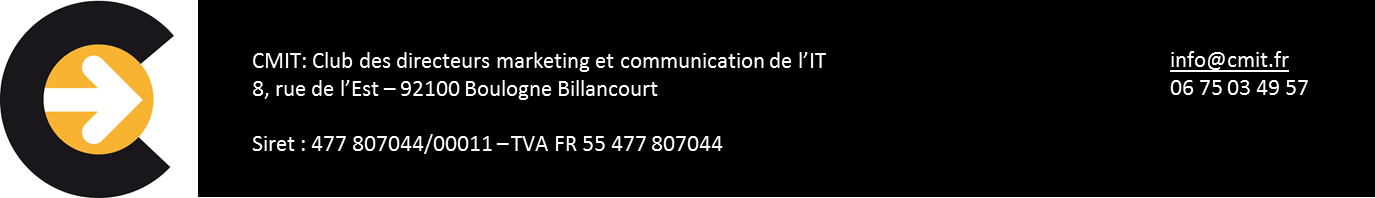 CMIT: Club des directeurs marketing et communication de l’IT
8, rue de l’Est – 92100 Boulogne Billancourt
Siret : 477 807044/00011 – TVA FR 55 477 807044
info@cmit.fr
06 75 03 49 57